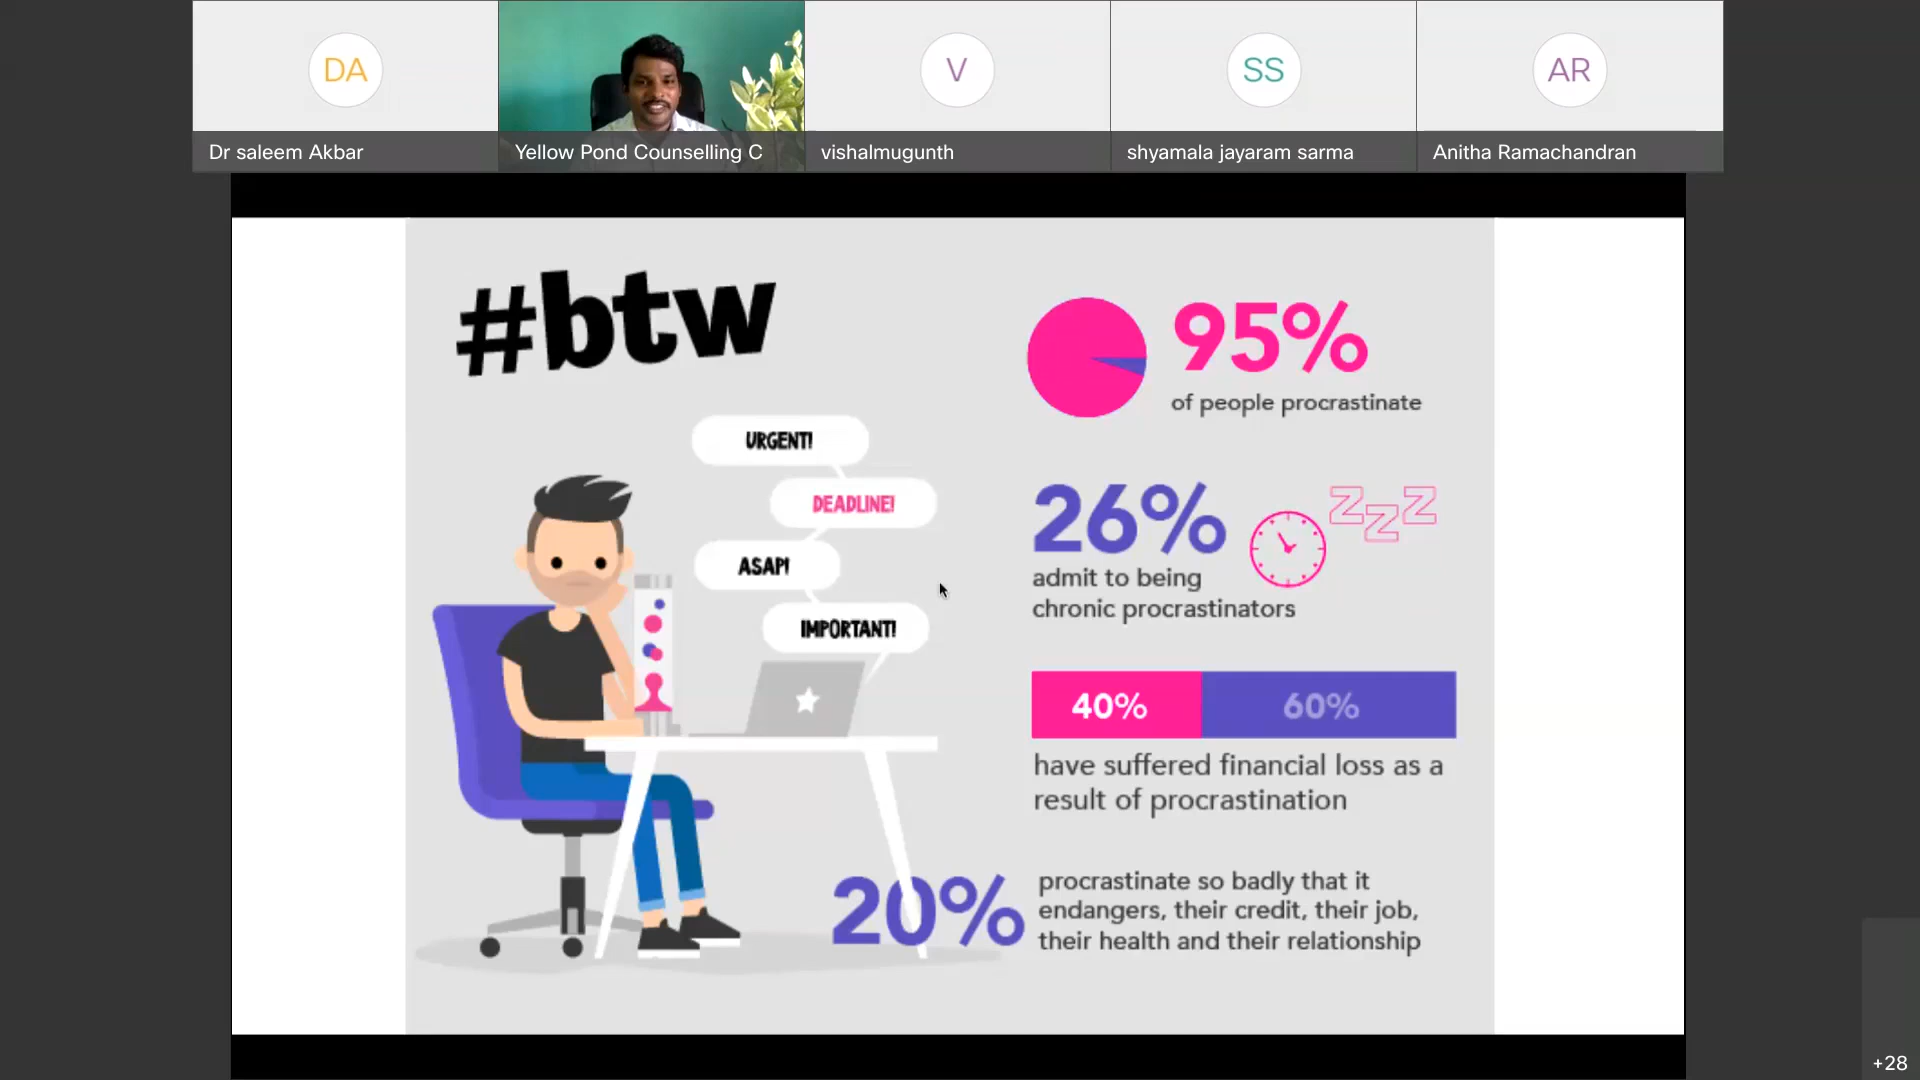 DA
V
SS
AR
Dr saleem Akbar
Yellow Pond Counselling C
vishalmugunth
shyamala jayaram sarma
Anitha Ramachandran
#btw
URGENT!
DEADLINE!
ASAP!
IMPORTANT!
95%
of people procrastinate
26%
ZZZ
admit to being
chronic procrastinators
40%
60%
have suffered financial loss as a
result of procrastination
20%
procrastinate so badly that it
endangers, their credit, their job,
their health and their relationship
+28